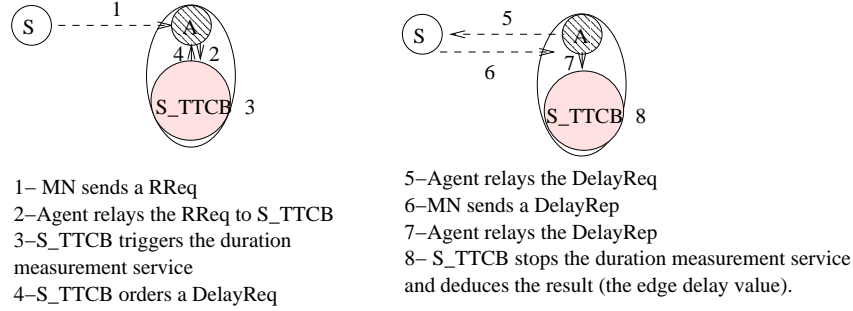 1
S
A
4
2
S_TTCB
3
1– MN sends a RReq
2–Agent relays the RReq to S_TTCB
3–S_TTCB triggers the duration
measurement service
4–S_TTCB orders a DelayReq
5
S
A
6
7
S_TTCB
8
5–Agent relays the DelayReq
6–MN sends a DelayRep
7–Agent relays the DelayRep
8– S_TTCB stops the duration measurement service
and deduces the result (the edge delay value).